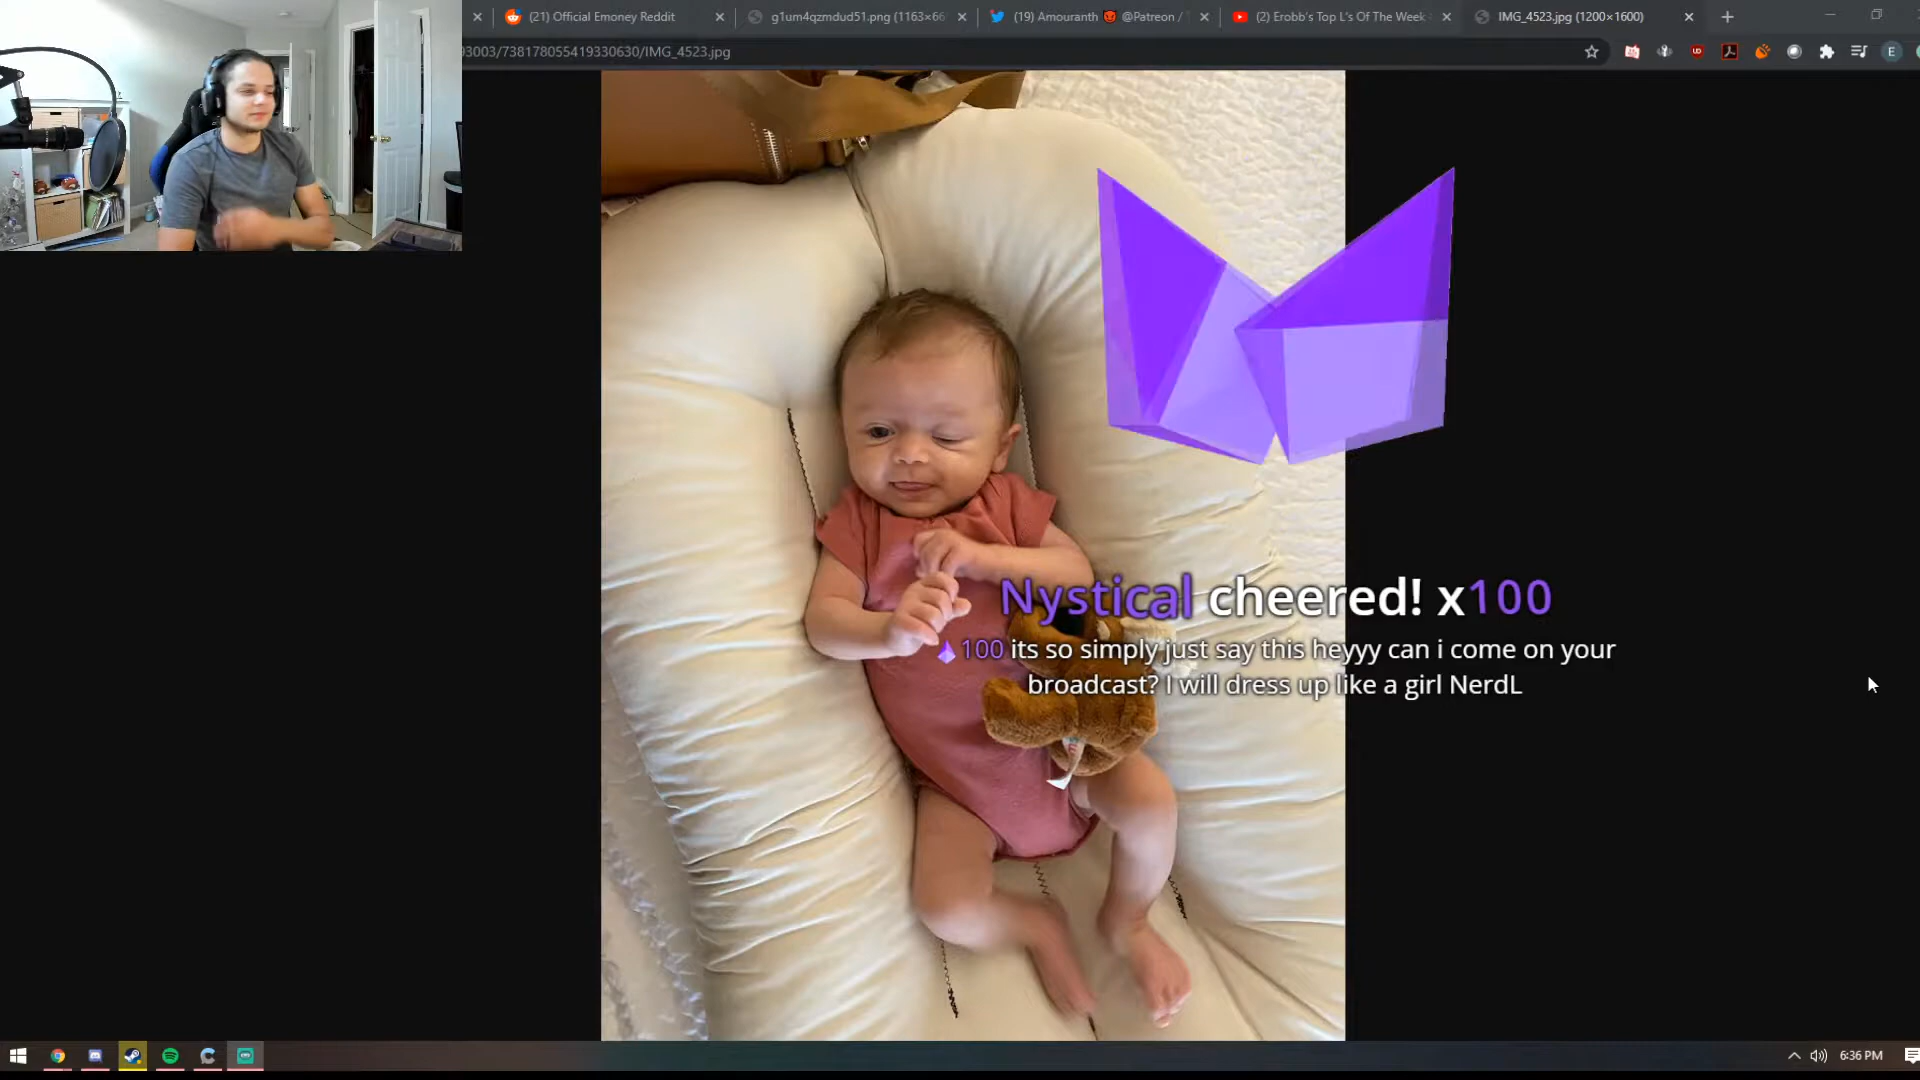 (21) Official Emoney Reddit
g1um4qzmdud51.png (1163×66
(19) Amouranth 😈 @Patreon /
(2) Erobb's Top L's Of The Week
IMG_4523.jpg (1200×1600)
93003/738178055419330630/IMG_4523.jpg
E
Nystical cheered! x100
100 its so simply just say this heyyy can i come on your
broadcast? I will dress up like a girl NerdL
6:36 PM